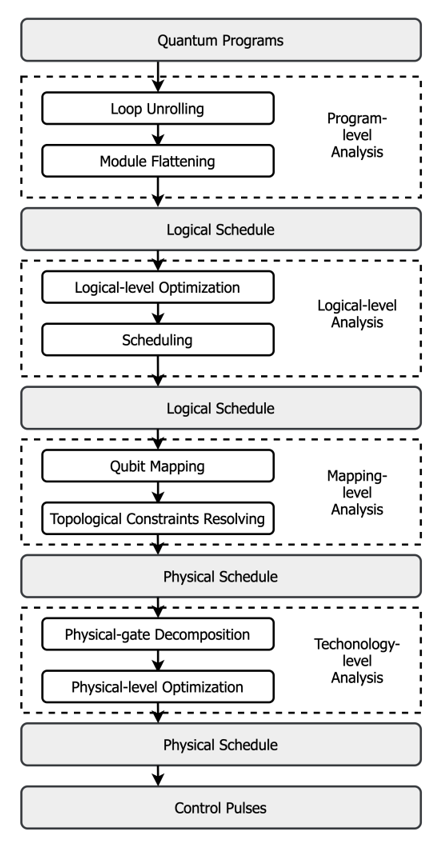 Quantum Programs
Loop Unrolling
Module Flattening
Program-
level
Analysis
Logical Schedule
Logical-level Optimization
Scheduling
Logical-level
Analysis
Logical Schedule
Qubit Mapping
Topological Constraints Resolving
Mapping-
level
Analysis
Physical Schedule
Physical-gate Decomposition
Physical-level Optimization
Techonology-
level
Analysis
Physical Schedule
Control Pulses